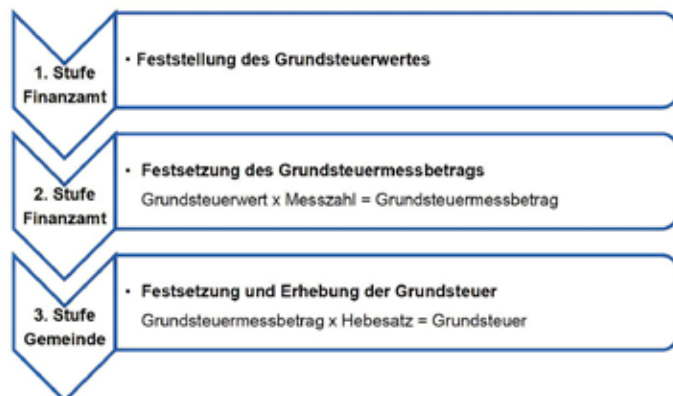 1. Stufe
Finanzamt
• Feststellung des Grundsteuerwertes
2. Stufe
Finanzamt
• Festsetzung des Grundsteuermessbetrags
Grundsteuerwert x Messzahl = Grundsteuermessbetrag
3. Stufe
Gemeinde
• Festsetzung und Erhebung der Grundsteuer
Grundsteuermessbetrag x Hebesatz = Grundsteuer